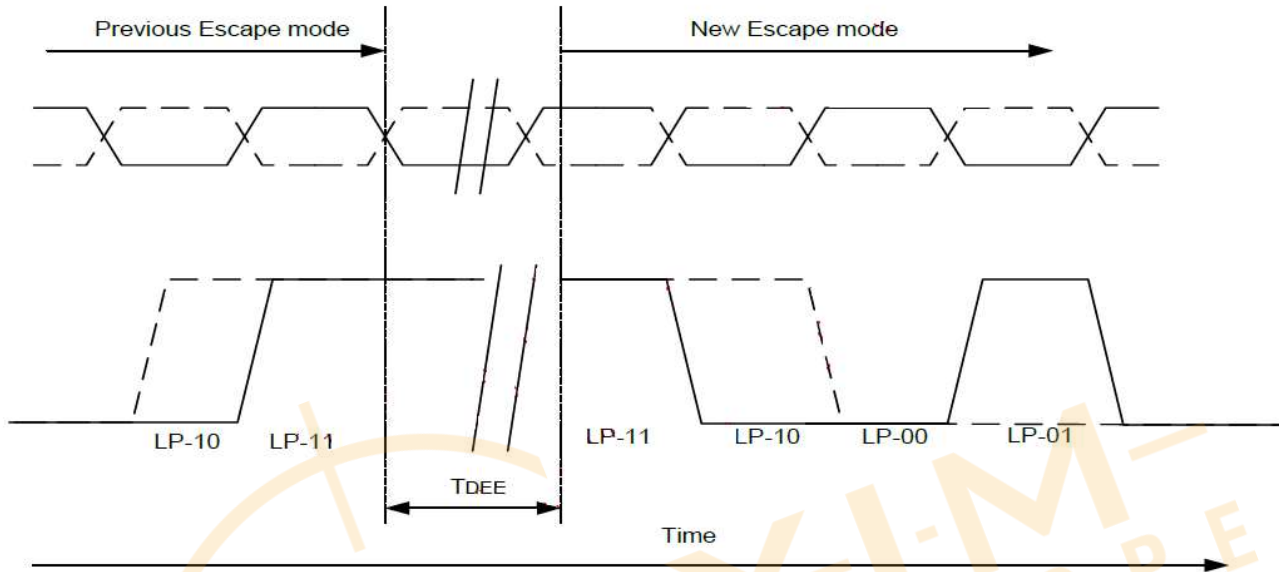 Previous Escape mode
New Escape mode
LP-10
LP-11
LP-11
LP-10
LP-00
LP-01
TDEE
Time